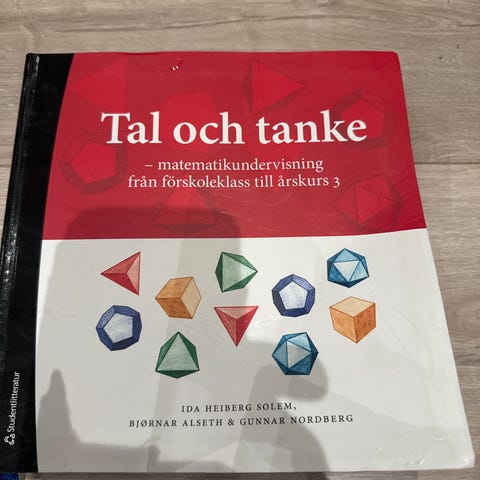 Tal och tanke
– matematikundervisning
från förskoleklass till årskurs 3
IDA HEIBERG SOLEM,
BJØRNAR ALSETH & GUNNAR NORDBERG
Studentlitteratur